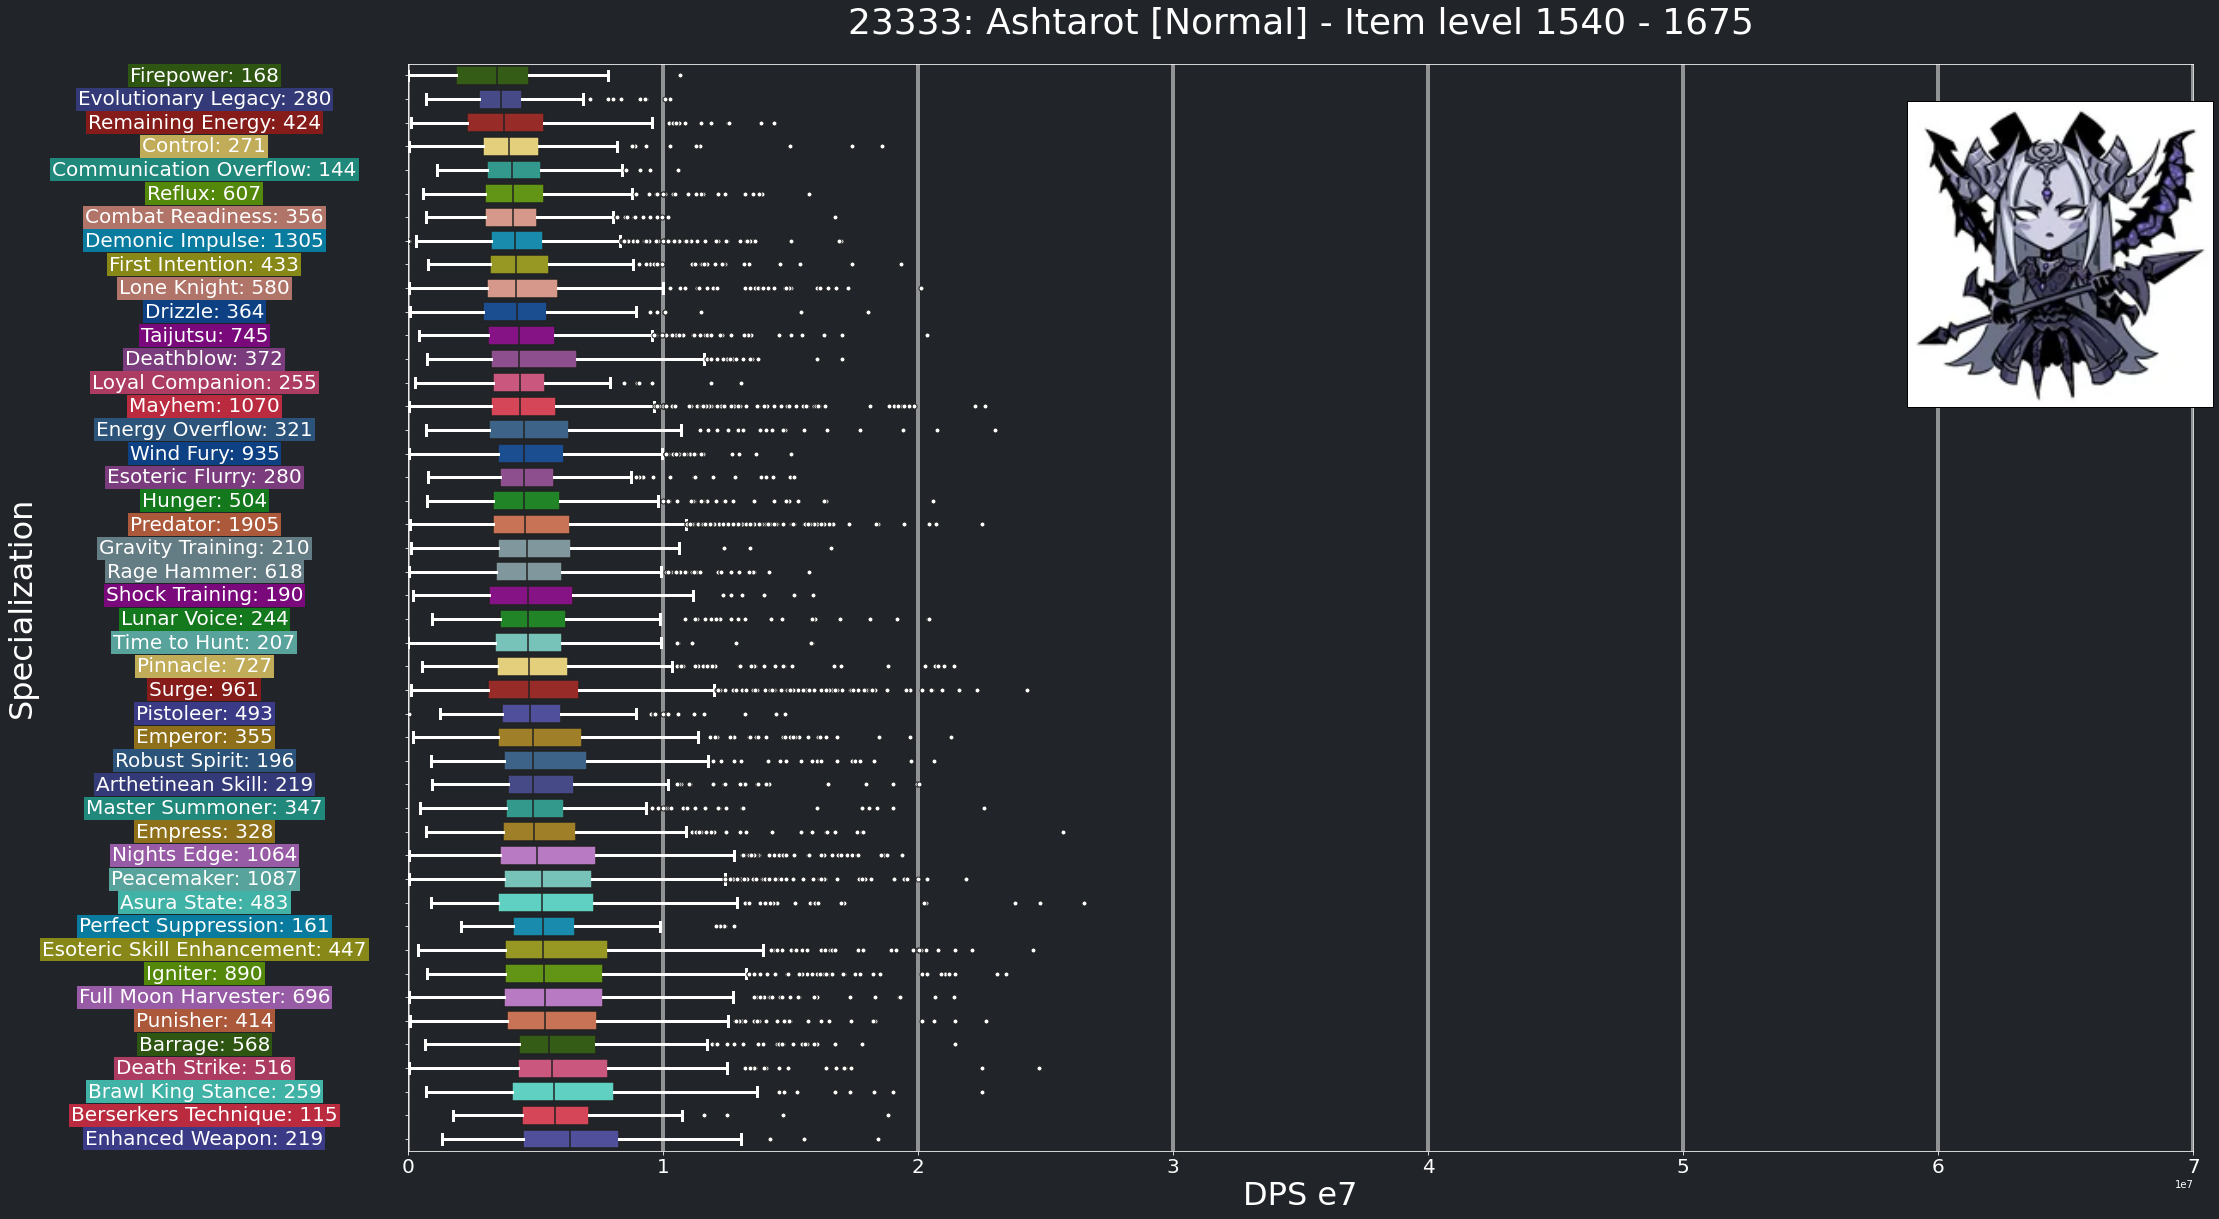 23333: Ashtarot [Normal] - Item level 1540 - 1675
Specialization
Firepower: 168
Evolutionary Legacy: 280
Remaining Energy: 424
Control: 271
Communication Overflow: 144
Reflux: 607
Combat Readiness: 356
Demonic Impulse: 1305
First Intention: 433
Lone Knight: 580
Drizzle: 364
Taijutsu: 745
Deathblow: 372
Loyal Companion: 255
Mayhem: 1070
Energy Overflow: 321
Wind Fury: 935
Esoteric Flurry: 280
Hunger: 504
Predator: 1905
Gravity Training: 210
Rage Hammer: 618
Shock Training: 190
Lunar Voice: 244
Time to Hunt: 207
Pinnacle: 727
Surge: 961
Pistoleer: 493
Emperor: 355
Robust Spirit: 196
Arthetinean Skill: 219
Master Summoner: 347
Empress: 328
Nights Edge: 1064
Peacemaker: 1087
Asura State: 483
Perfect Suppression: 161
Esoteric Skill Enhancement: 447
Igniter: 890
Full Moon Harvester: 696
Punisher: 414
Barrage: 568
Death Strike: 516
Brawl King Stance: 259
Berserkers Technique: 115
Enhanced Weapon: 219
0 1 2 3 4 5 6 7
1e7
DPS e7